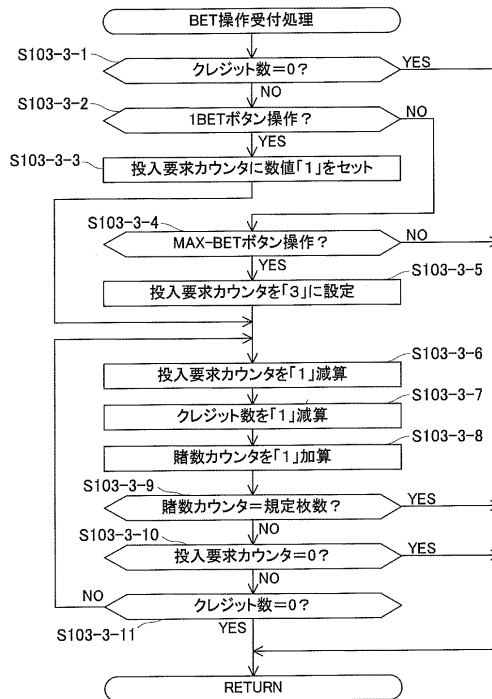 BET操作受付処理
S103-3-1
クレジット数=0?
YES
NO
S103-3-2
1BETボタン操作?
NO
YES
S103-3-3
投入要求カウンタに数値「1」をセット
S103-3-4
MAX-BETボタン操作?
NO
YES
S103-3-5
投入要求カウンタを「3」に設定
S103-3-6
投入要求カウンタを「1」減算
S103-3-7
クレジット数を「1」減算
S103-3-8
賭数カウンタを「1」加算
S103-3-9
賭数カウンタ=規定枚数?
YES
NO
S103-3-10
投入要求カウンタ=0?
YES
NO
NO
クレジット数=0?
S103-3-11
YES
RETURN